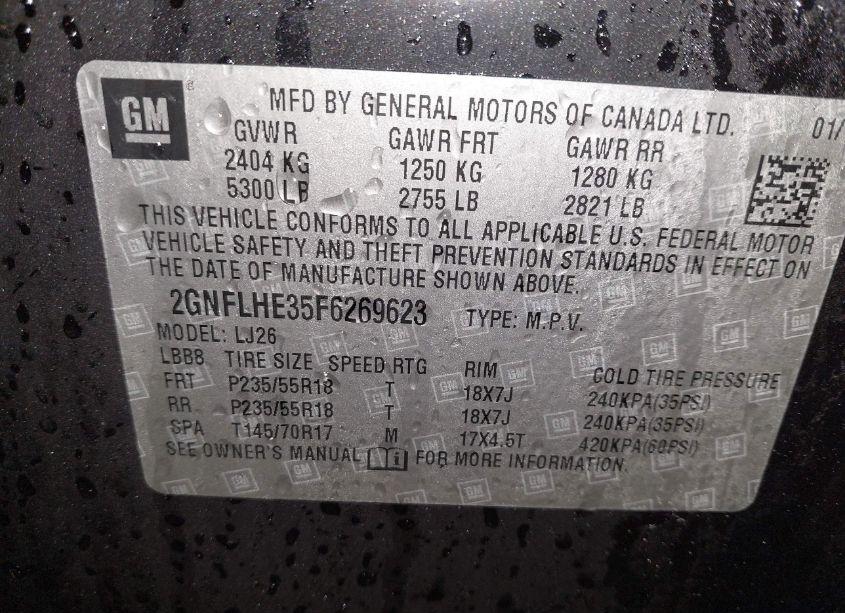 GM ®
MFD BY GENERAL MOTORS OF CANADA LTD. 01/
GVWR GAWR FRT GAWR RR
2404 KG 1250 KG 1280 KG
5300 LB 2755 LB 2821 LB
THIS VEHICLE CONFORMS TO ALL APPLICABLE U.S. FEDERAL MOTOR
VEHICLE SAFETY AND THEFT PREVENTION STANDARDS IN EFFECT ON
THE DATE OF MANUFACTURE SHOWN ABOVE.
2GNFLHE35F6269623 TYPE: M.P.V.
MODEL: LJ26
LBB8 TIRE SIZE SPEED RTG RIM COLD TIRE PRESSURE
FRT P235/55R18 T 18X7J 240KPA(35PSI)
RR P235/55R18 T 18X7J 240KPA(35PSI)
SPA T145/70R17 M 17X4.5T 420KPA(60PSI)
SEE OWNER'S MANUAL i FOR MORE INFORMATION.